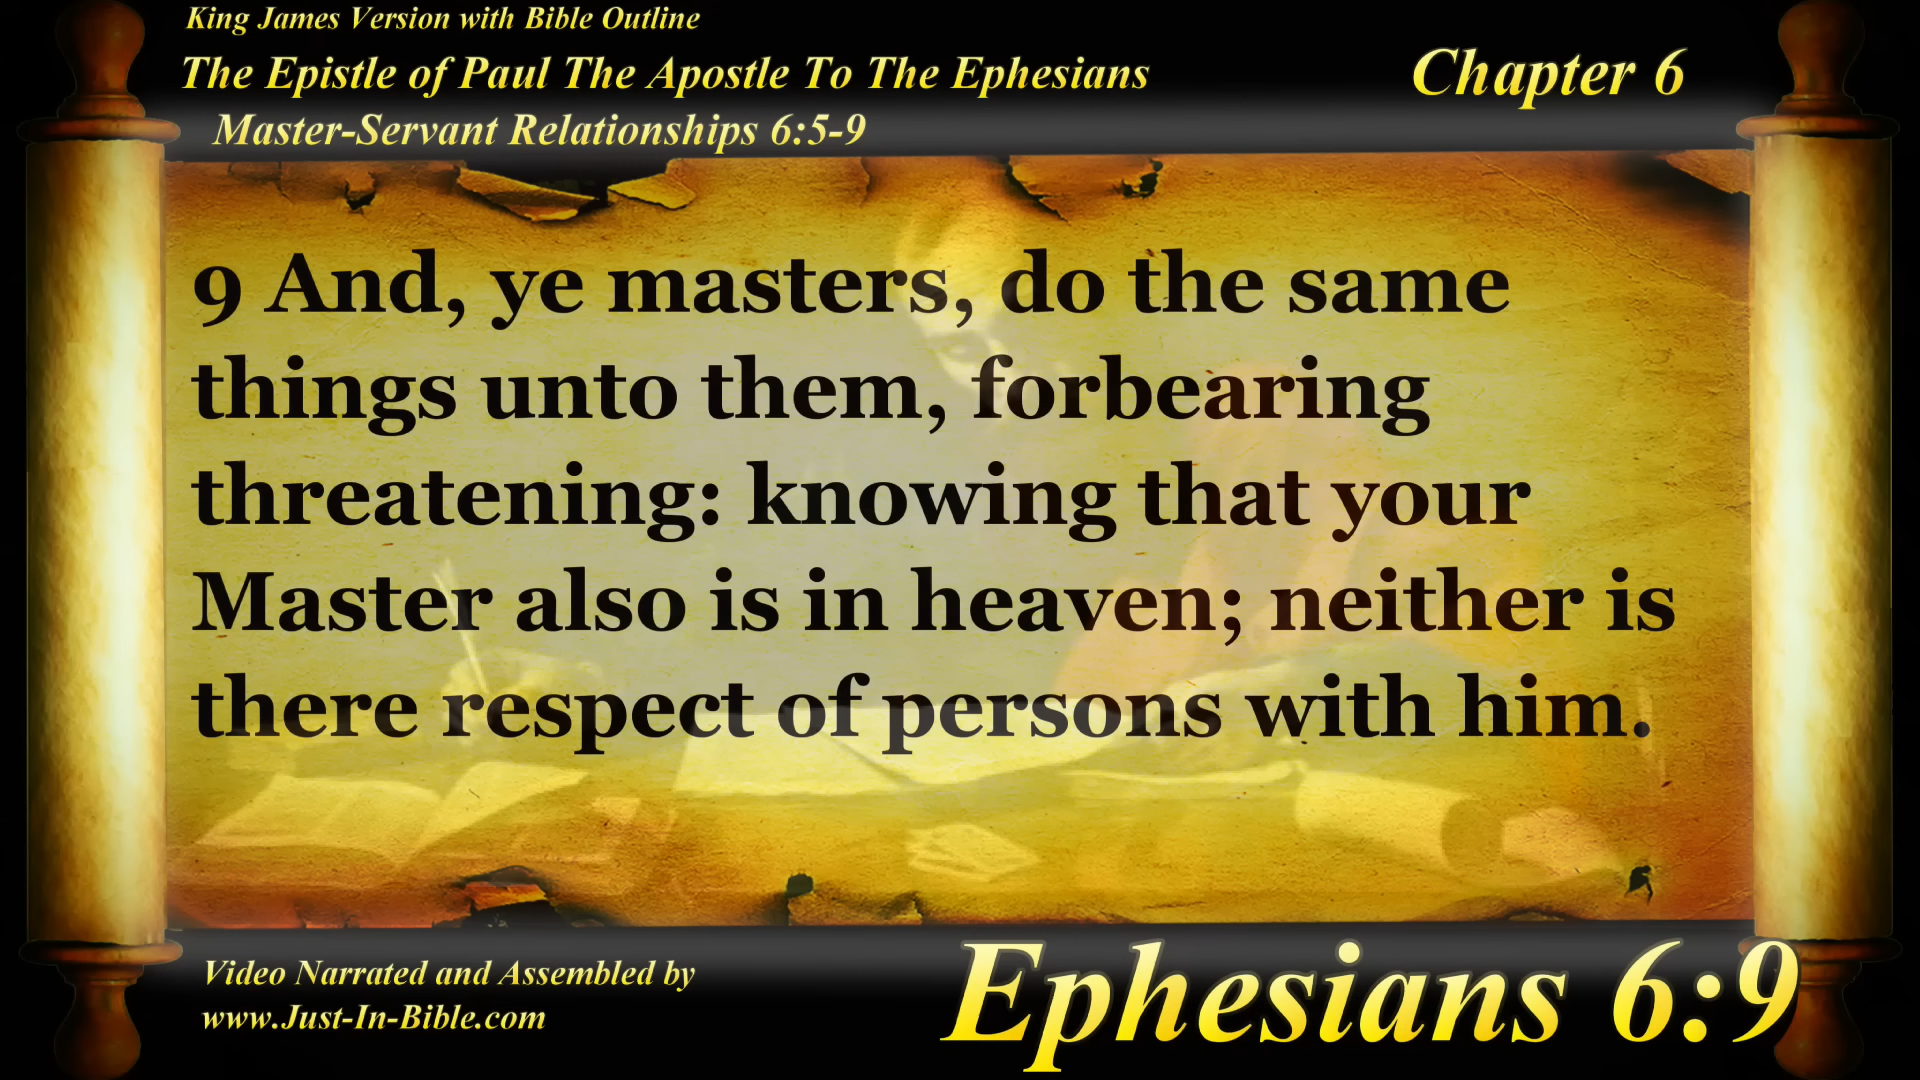 King James Version with Bible Outline
The Epistle of Paul The Apostle To The Ephesians
Chapter 6
Master-Servant Relationships 6:5-9
9 And, ye masters, do the same
things unto them, forbearing
threatening: knowing that your
Master also is in heaven; neither is
there respect of persons with him.
Video Narrated and Assembled by
www.Just-In-Bible.com
Ephesians 6:9